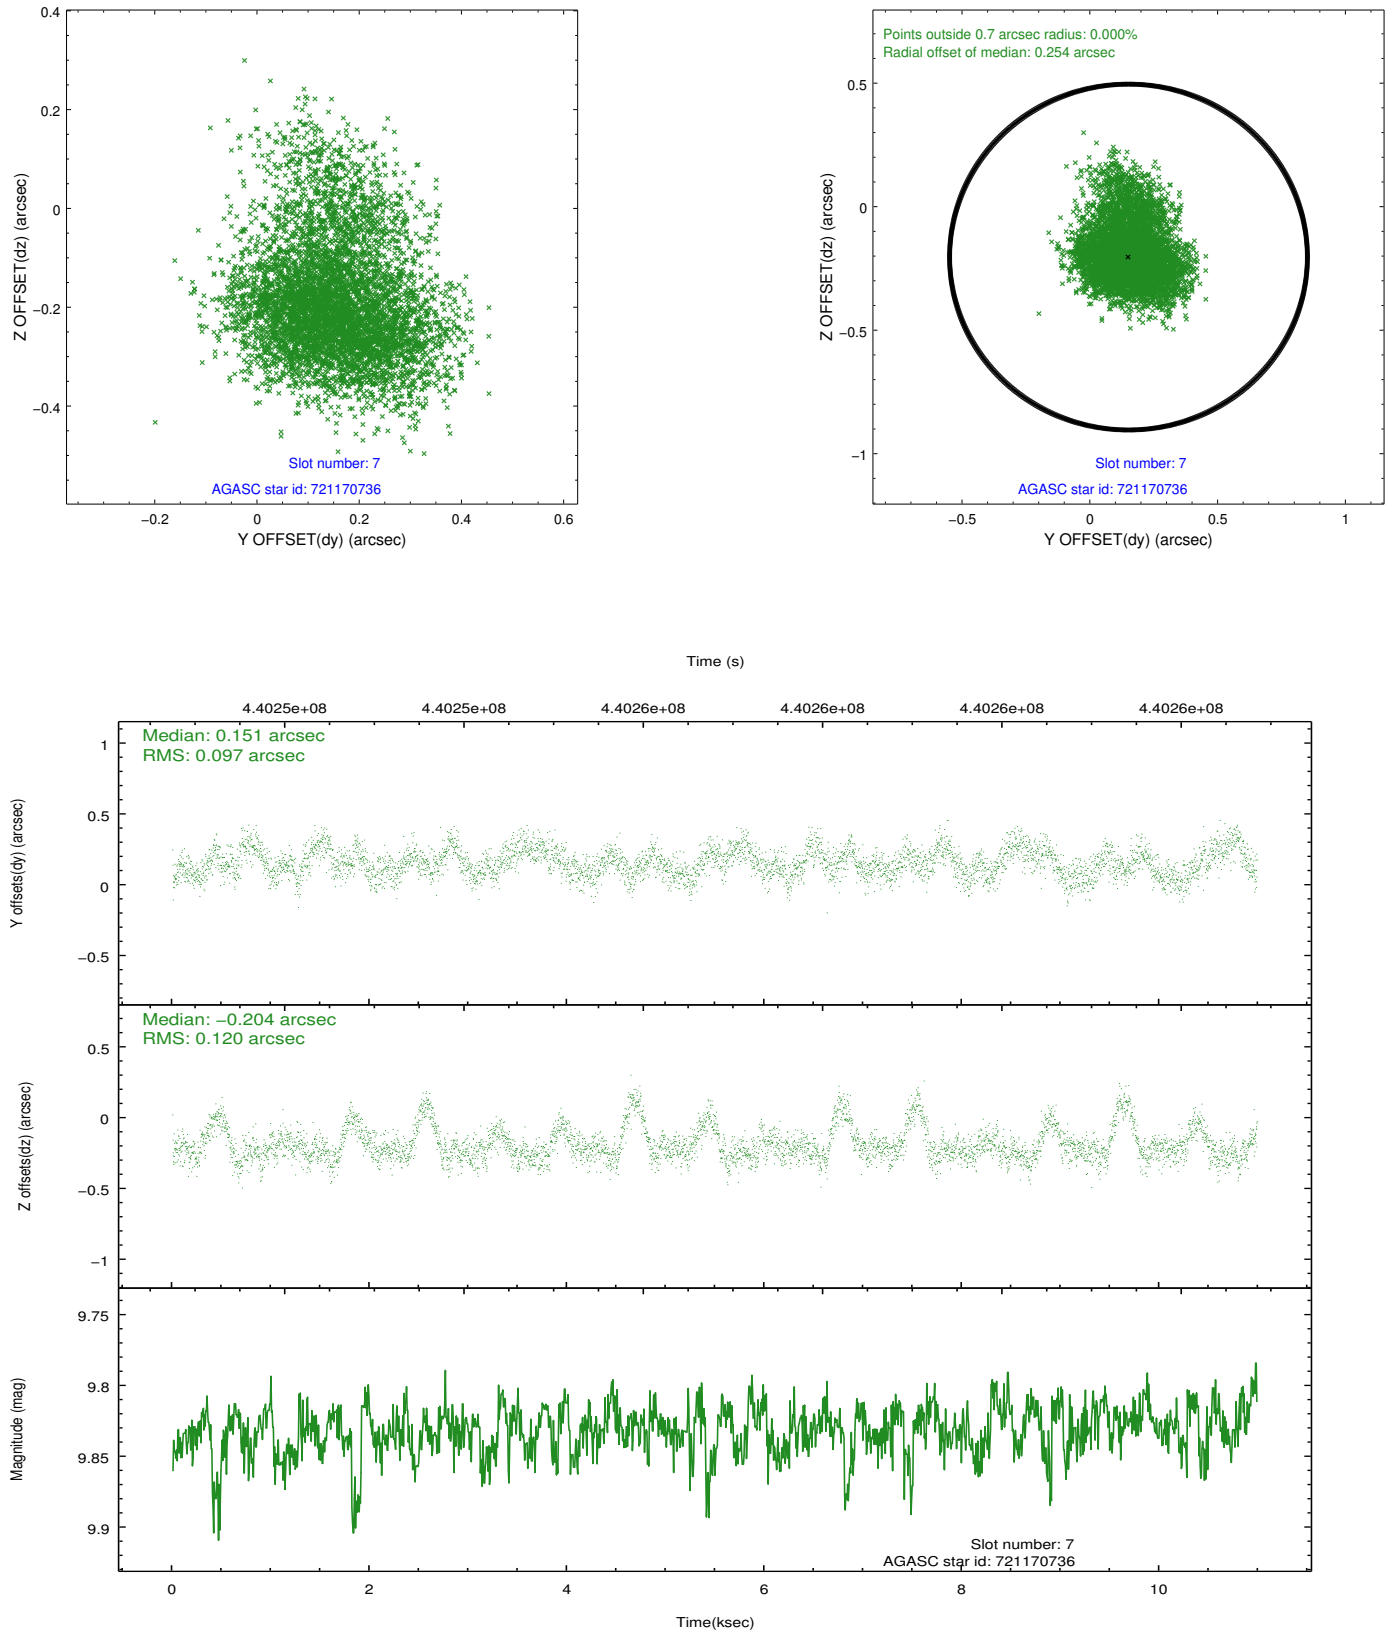 0.4
0.2
0
−0.2
−0.4
−0.2
0
0.2
0.4
0.6
Z OFFSET(dz) (arcsec)
Y OFFSET(dy) (arcsec)
Slot number: 7
AGASC star id: 721170736
Points outside 0.7 arcsec radius: 0.000%
Radial offset of median: 0.254 arcsec
0.5
0
−0.5
−1
−0.5
0
0.5
1
Z OFFSET(dz) (arcsec)
Y OFFSET(dy) (arcsec)
Slot number: 7
AGASC star id: 721170736
Time (s)
4.4025e+08
4.4025e+08
4.4026e+08
4.4026e+08
4.4026e+08
4.4026e+08
Median: 0.151 arcsec
RMS: 0.097 arcsec
1
0.5
0
−0.5
Y offsets(dy) (arcsec)
Median: −0.204 arcsec
RMS: 0.120 arcsec
0.5
0
−0.5
−1
Z offsets(dz) (arcsec)
9.75
9.8
9.85
9.9
Magnitude (mag)
Slot number: 7
AGASC star id: 721170736
0
2
4
6
8
10
Time(ksec)